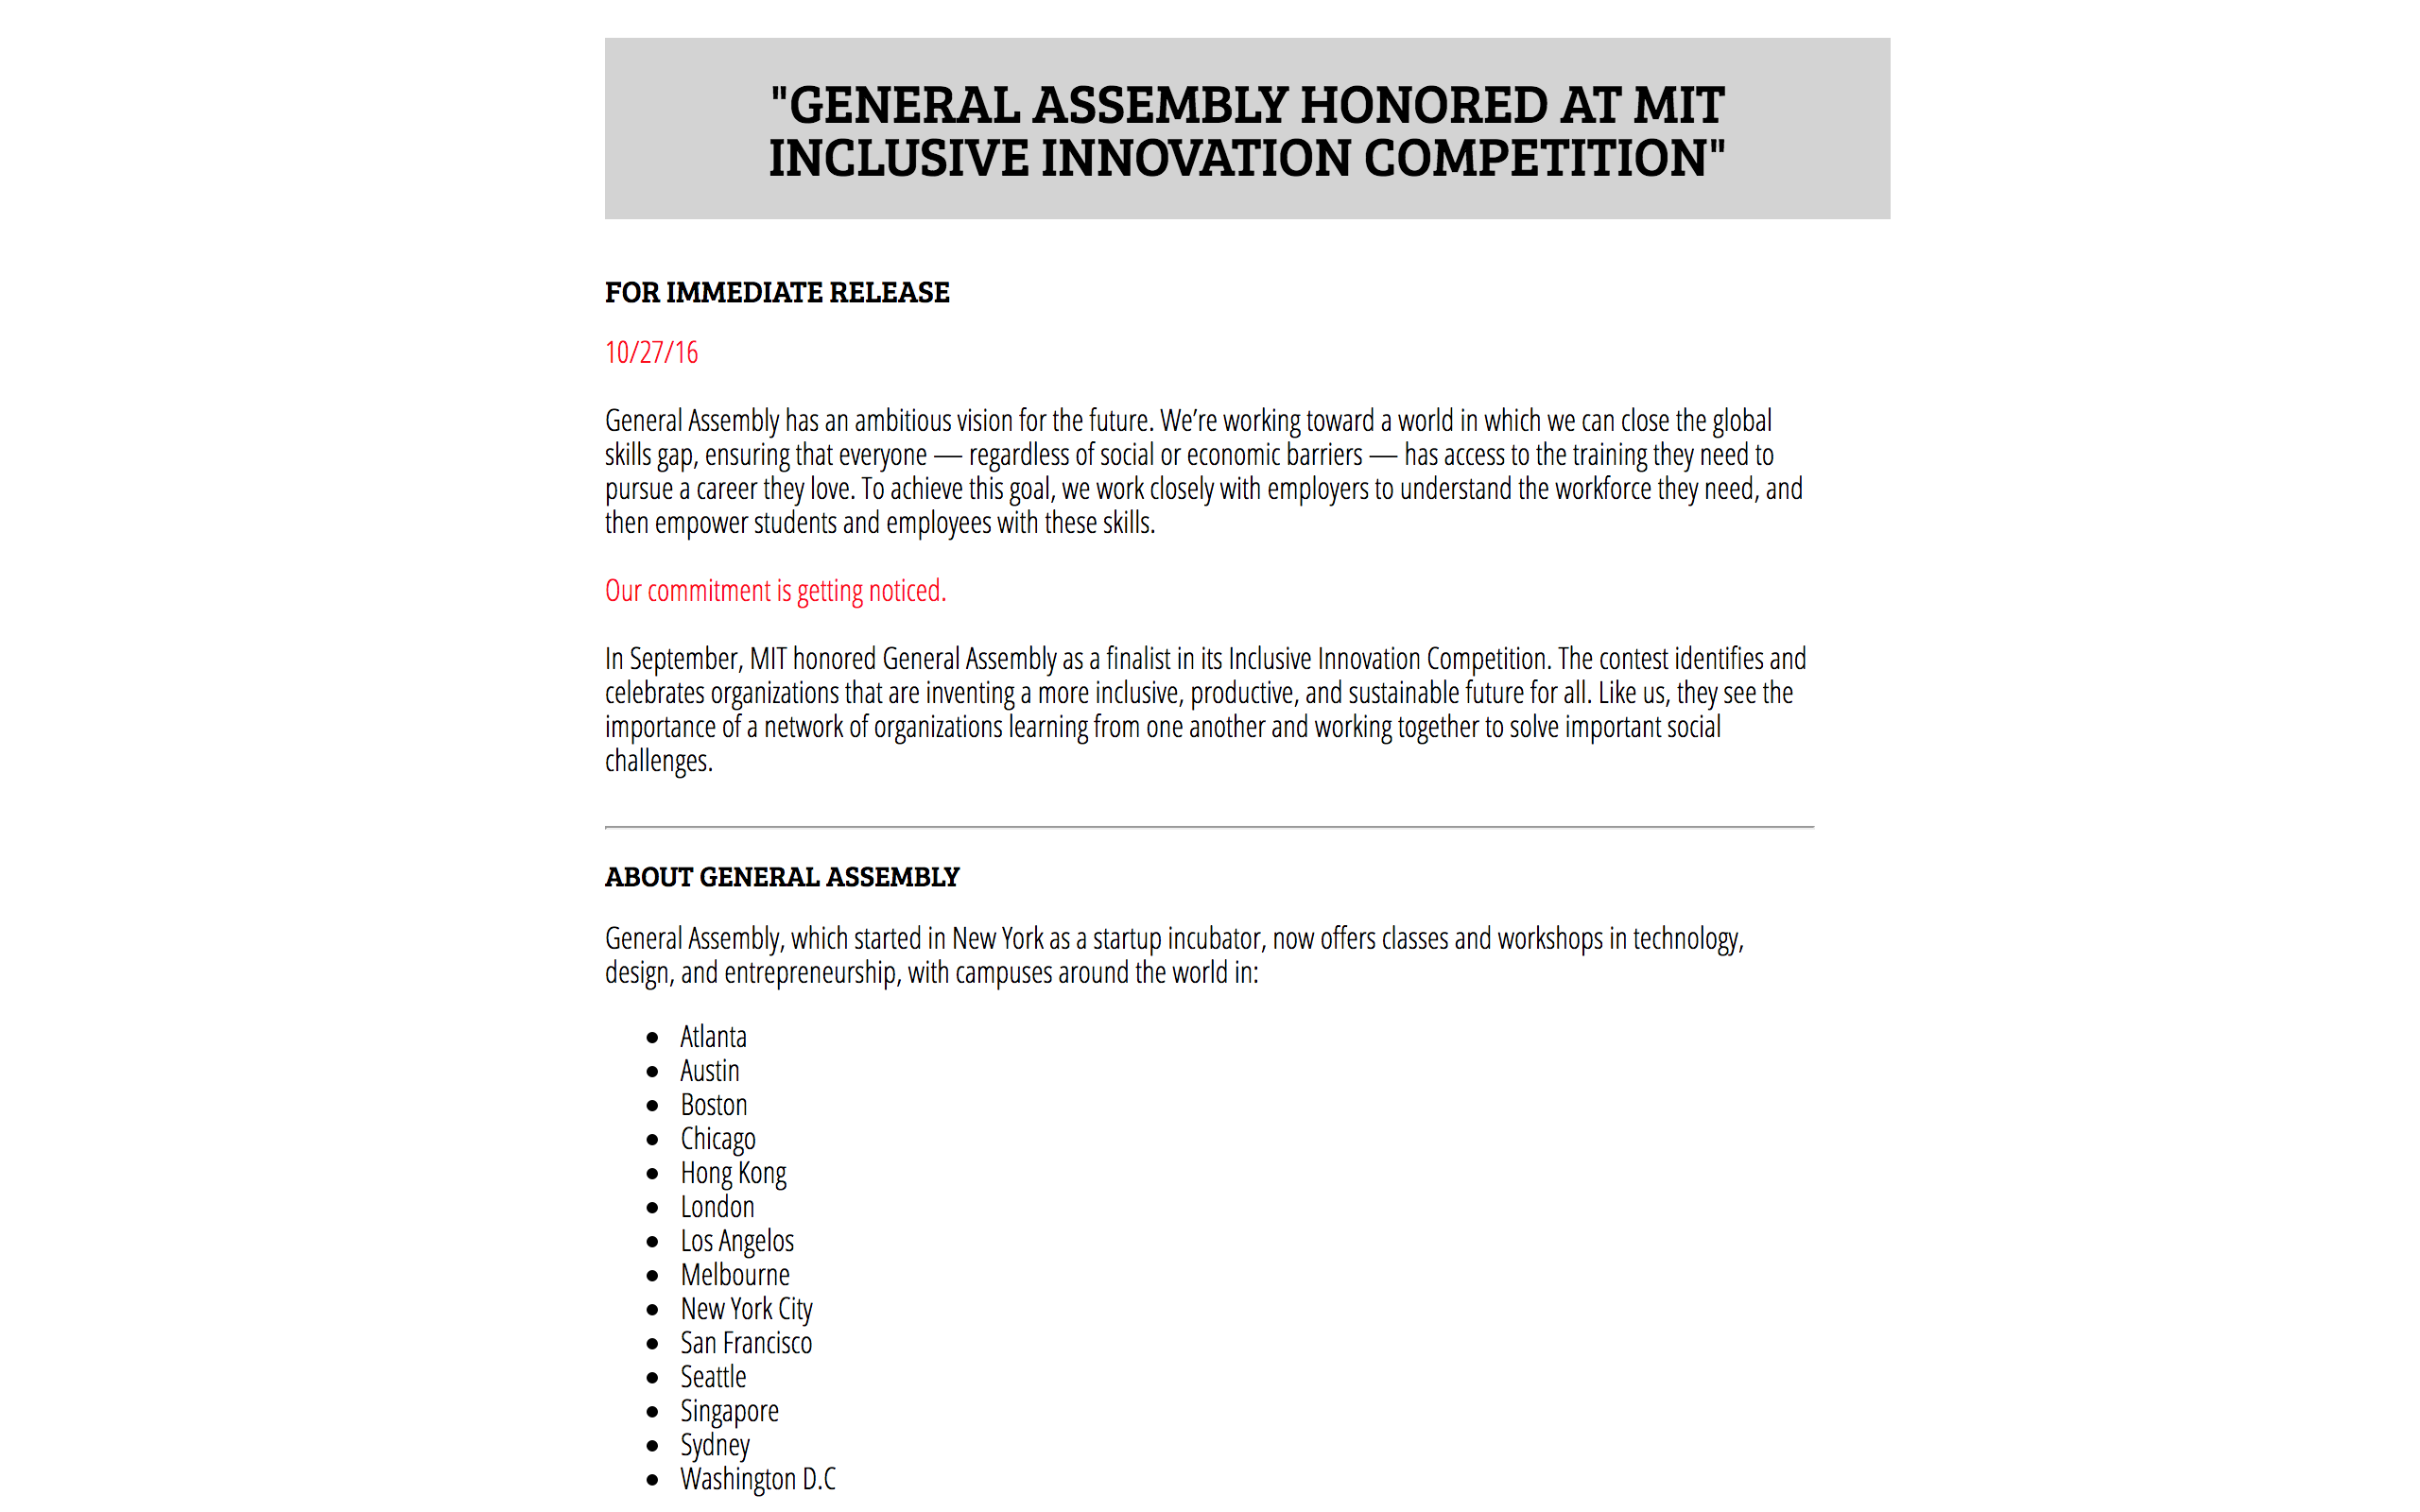 "GENERAL ASSEMBLY HONORED AT MIT
INCLUSIVE INNOVATION COMPETITION"
FOR IMMEDIATE RELEASE
10/27/16
General Assembly has an ambitious vision for the future. We’re working toward a world in which we can close the global
skills gap, ensuring that everyone — regardless of social or economic barriers — has access to the training they need to
pursue a career they love. To achieve this goal, we work closely with employers to understand the workforce they need, and
then empower students and employees with these skills.
Our commitment is getting noticed.
In September, MIT honored General Assembly as a finalist in its Inclusive Innovation Competition. The contest identifies and
celebrates organizations that are inventing a more inclusive, productive, and sustainable future for all. Like us, they see the
importance of a network of organizations learning from one another and working together to solve important social
challenges.
ABOUT GENERAL ASSEMBLY
General Assembly, which started in New York as a startup incubator, now offers classes and workshops in technology,
design, and entrepreneurship, with campuses around the world in:
• Atlanta
• Austin
• Boston
• Chicago
• Hong Kong
• London
• Los Angelos
• Melbourne
• New York City
• San Francisco
• Seattle
• Singapore
• Sydney
• Washington D.C